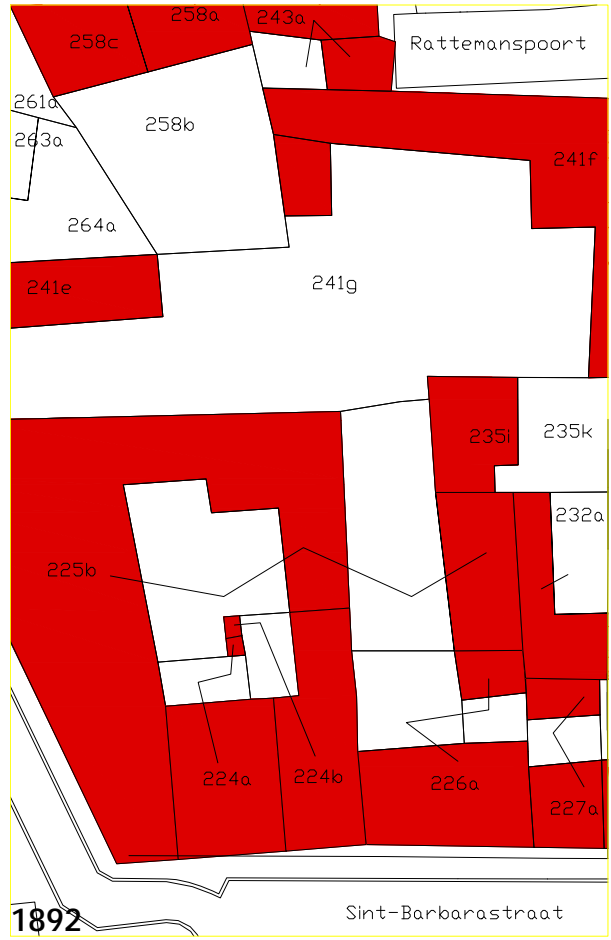 258a
243a
258c
Rattemanspoort
261a
258b
263a
241f
264a
241g
241e
235l
235k
232a
225b
224a
224b
226a
227a
Sint-Barbarastraat
1892